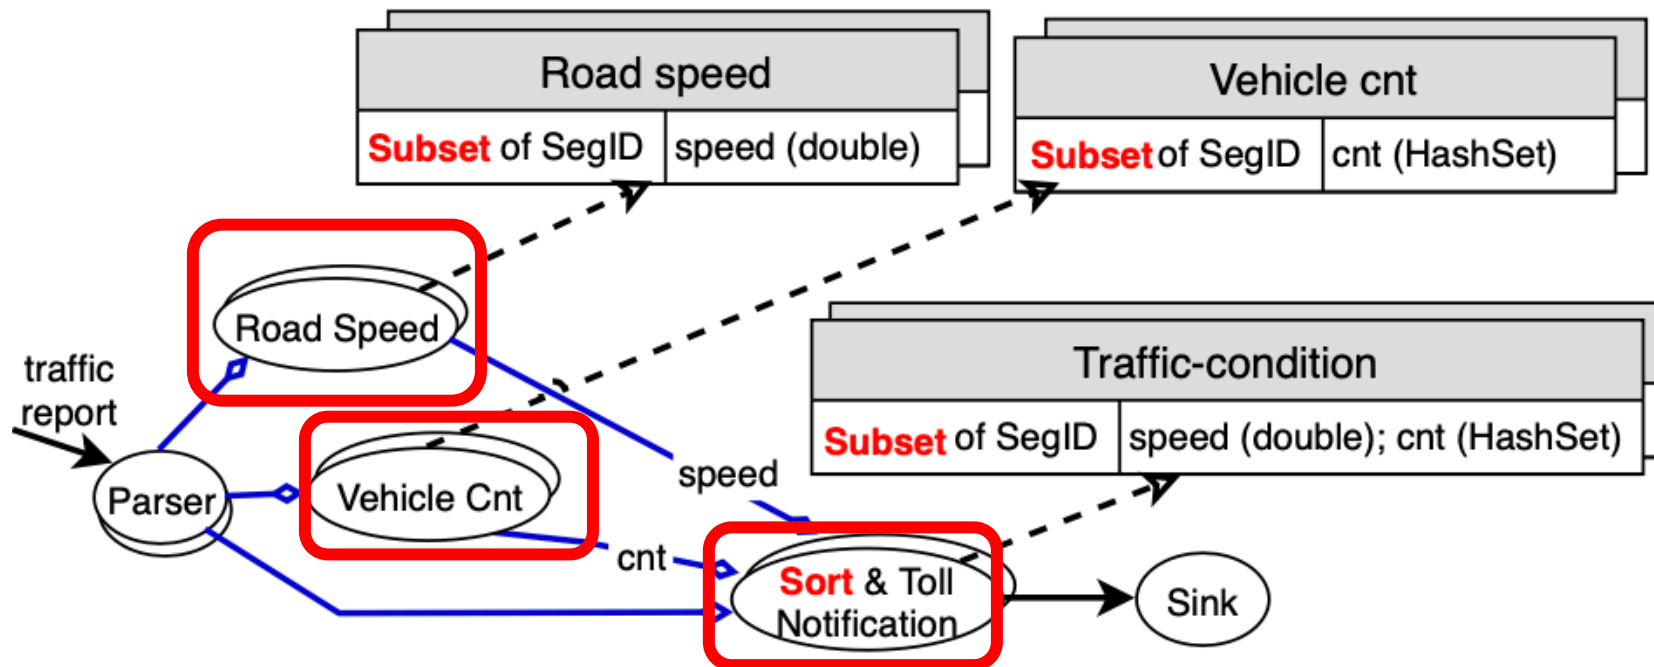 Road speed
Subset of SegID
speed (double)
Vehicle cnt
Subset of SegID
cnt (HashSet)
Road Speed
traffic
report
Traffic-condition
Subset of SegID
speed (double); cnt (HashSet)
Parser
Vehicle Cnt
speed
cnt
Sort & Toll
Notification
Sink